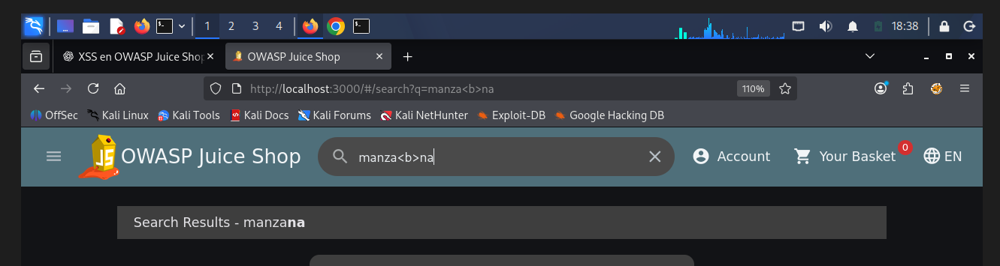 1 2 3 4 18:38
XSS en OWASP Juice Shop OWASP Juice Shop
http://localhost:3000/#/search?q=manza<b>na 110%
OffSec Kali Linux Kali Tools Kali Docs Kali Forums Kali NetHunter Exploit-DB Google Hacking DB
JS OWASP Juice Shop manza<b>na Account Your Basket 0 EN
Search Results - manzana